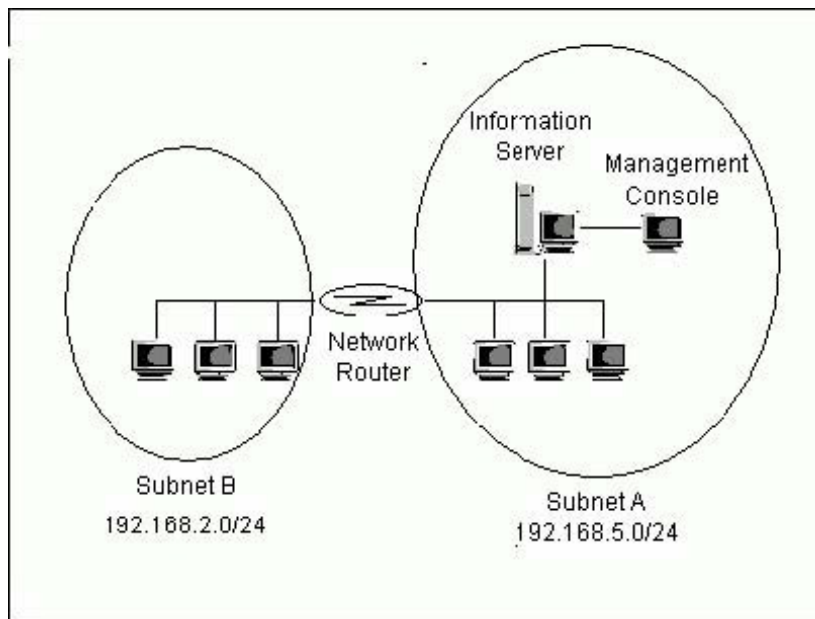 Information
Server
Management
Console
Network
Router
Subnet B
192.168.2.0/24
Subnet A
192.168.5.0/24